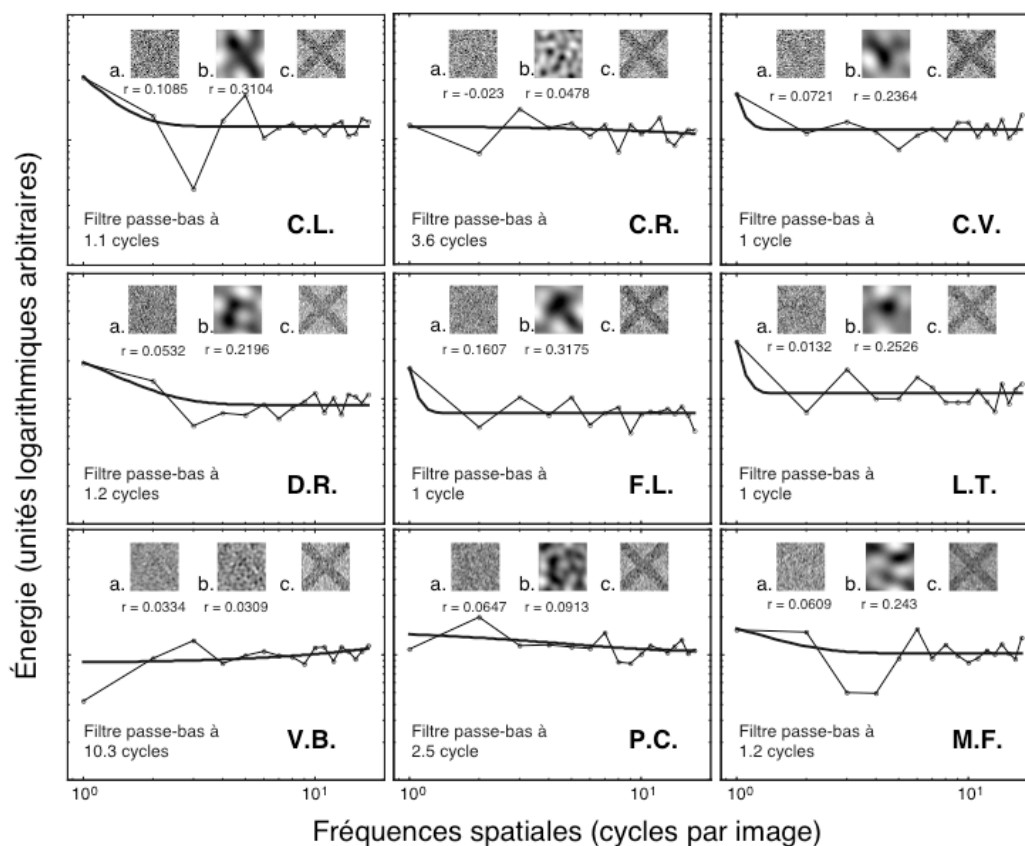 Énergie (unités logarithmiques arbitraires)
a. b. c.
r = 0.1085 r = 0.3104
Filtre passe-bas à
1.1 cycles
C.L.
a. b. c.
r = -0.023 r = 0.0478
Filtre passe-bas à
3.6 cycles
C.R.
a. b. c.
r = 0.0721 r = 0.2364
Filtre passe-bas à
1 cycle
C.V.
a. b. c.
r = 0.0532 r = 0.2196
Filtre passe-bas à
1.2 cycles
D.R.
a. b. c.
r = 0.1607 r = 0.3175
Filtre passe-bas à
1 cycle
F.L.
a. b. c.
r = 0.0132 r = 0.2526
Filtre passe-bas à
1 cycle
L.T.
a. b. c.
r = 0.0334 r = 0.0309
Filtre passe-bas à
10.3 cycles
V.B.
a. b. c.
r = 0.0647 r = 0.0913
Filtre passe-bas à
2.5 cycle
P.C.
a. b. c.
r = 0.0609 r = 0.243
Filtre passe-bas à
1.2 cycles
M.F.
10⁰ 10¹ 10⁰ 10¹ 10⁰ 10¹
Fréquences spatiales (cycles par image)